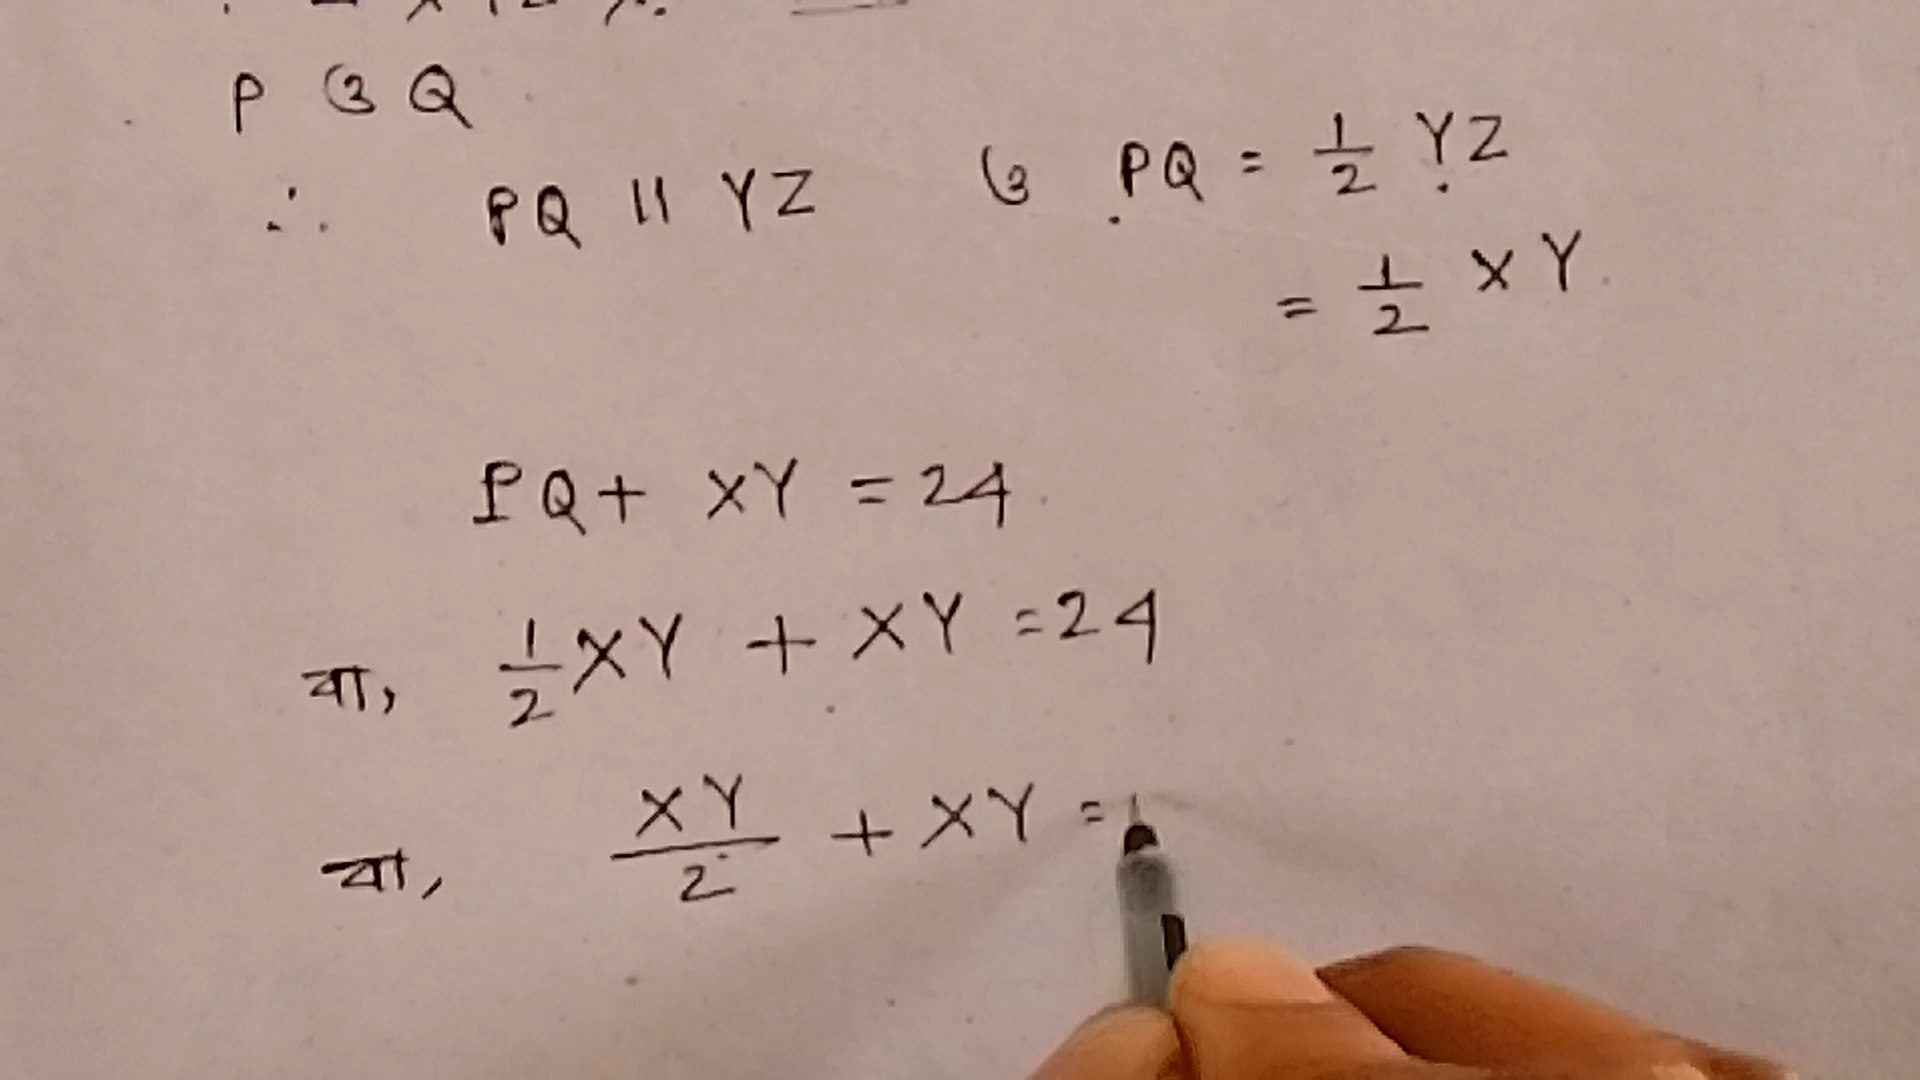 P ও Q
∴ PQ || YZ ও PQ = 1/2 YZ
= 1/2 XY
PQ + XY = 24
বা, 1/2 XY + XY = 24
বা, XY/2 + XY =